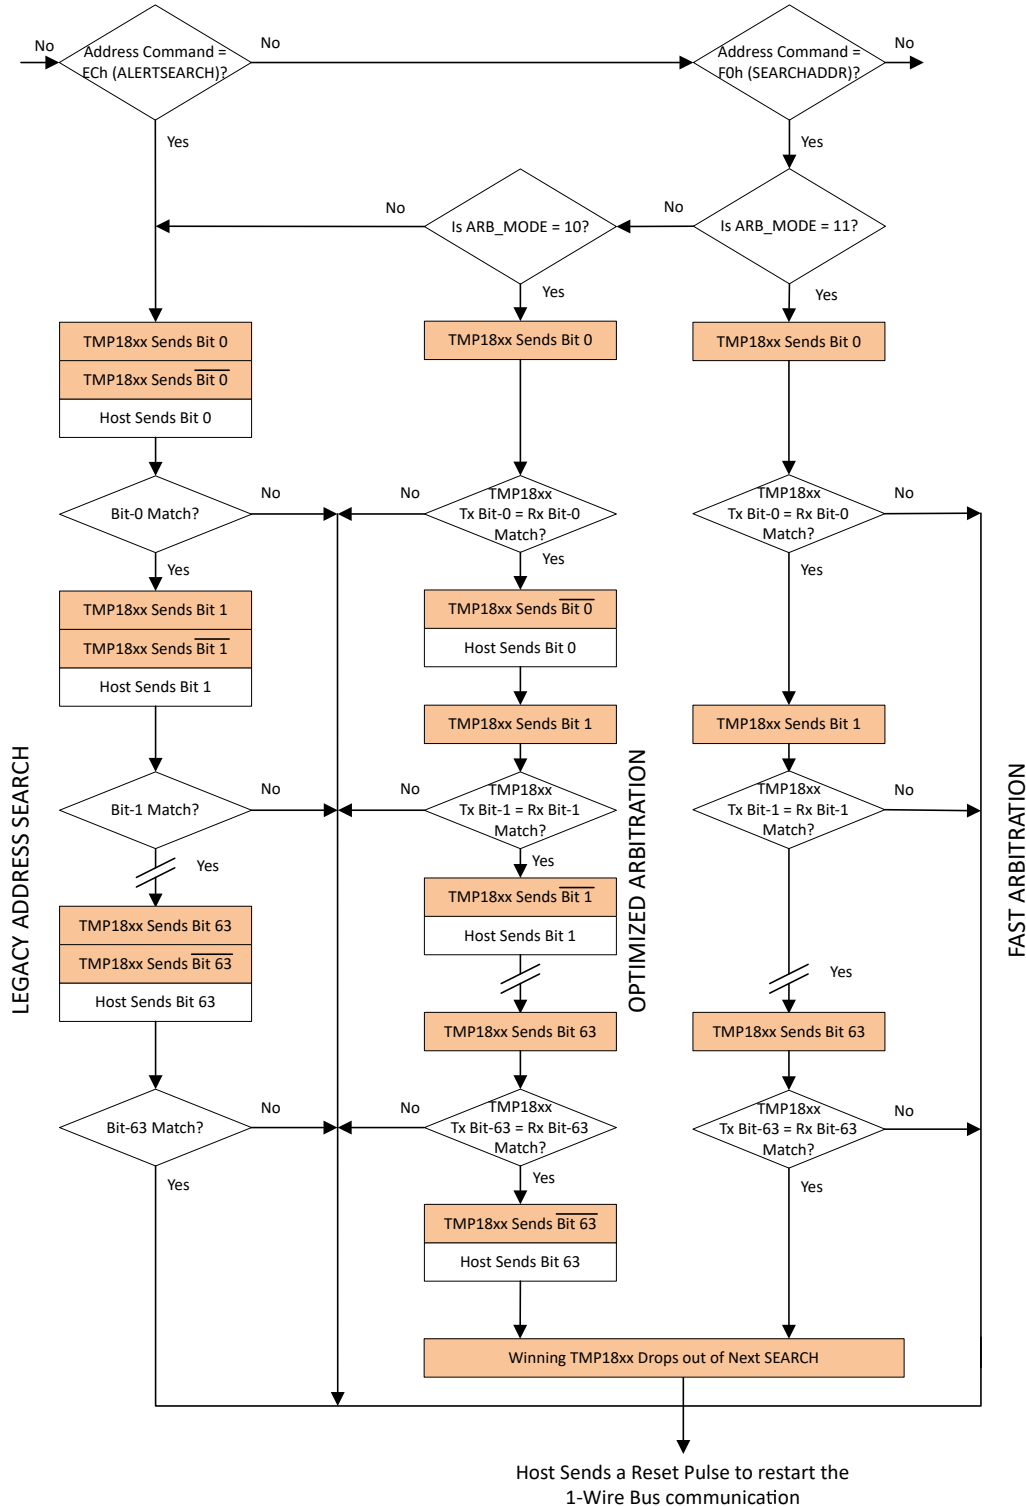 No
Address Command =
ECh (ALERTSEARCH)?
No
Address Command =
F0h (SEARCHADDR)?
No
Yes
Yes
Is ARB_MODE = 11?
No
Is ARB_MODE = 10?
No
Yes
Yes
TMP18xx Sends Bit 0
TMP18xx Sends B̅i̅t̅ ̅0̅
Host Sends Bit 0
TMP18xx Sends Bit 0
TMP18xx Sends Bit 0
Bit-0 Match?
No
No
TMP18xx
Tx Bit-0 = Rx Bit-0
Match?
TMP18xx
Tx Bit-0 = Rx Bit-0
Match?
No
Yes
Yes
Yes
TMP18xx Sends Bit 1
TMP18xx Sends B̅i̅t̅ ̅1̅
Host Sends Bit 1
TMP18xx Sends B̅i̅t̅ ̅0̅
Host Sends Bit 0
TMP18xx Sends Bit 1
TMP18xx Sends Bit 1
Bit-1 Match?
No
No
TMP18xx
Tx Bit-1 = Rx Bit-1
Match?
TMP18xx
Tx Bit-1 = Rx Bit-1
Match?
No
Yes
Yes
Yes
TMP18xx Sends Bit 63
TMP18xx Sends B̅i̅t̅ ̅6̅3̅
Host Sends Bit 63
TMP18xx Sends B̅i̅t̅ ̅1̅
Host Sends Bit 1
TMP18xx Sends Bit 63
TMP18xx Sends Bit 63
Bit-63 Match?
No
No
TMP18xx
Tx Bit-63 = Rx Bit-63
Match?
TMP18xx
Tx Bit-63 = Rx Bit-63
Match?
No
Yes
Yes
Yes
TMP18xx Sends B̅i̅t̅ ̅6̅3̅
Host Sends Bit 63
Winning TMP18xx Drops out of Next SEARCH
Host Sends a Reset Pulse to restart the
1-Wire Bus communication
LEGACY ADDRESS SEARCH
OPTIMIZED ARBITRATION
FAST ARBITRATION